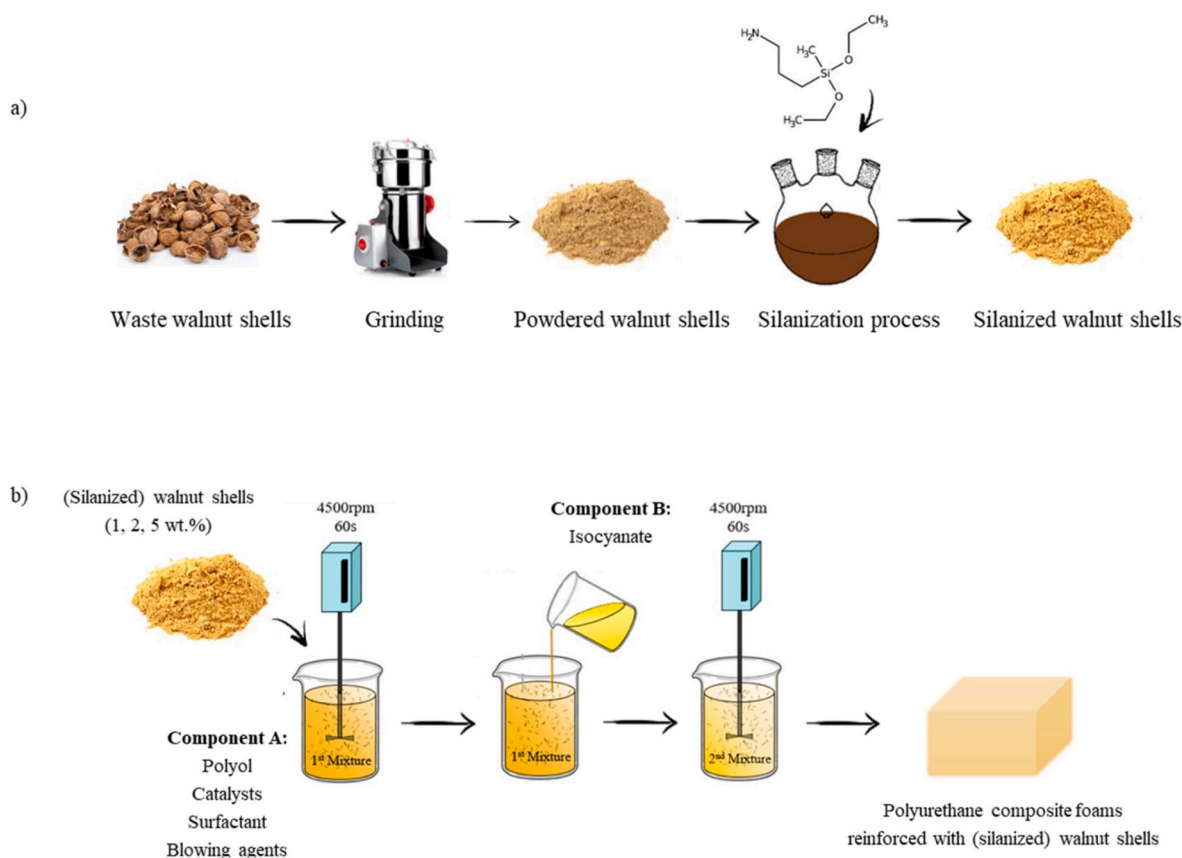 a)
H₂N
CH₃
H₃C
Si
O
O
H₃C
Waste walnut shells
Grinding
Powdered walnut shells
Silanization process
Silanized walnut shells
b)
(Silanized) walnut shells
(1, 2, 5 wt.%)
4500rpm
60s
Component B:
Isocyanate
4500rpm
60s
Component A:
Polyol
Catalysts
Surfactant
Blowing agents
1st Mixture
1st Mixture
2nd Mixture
Polyurethane composite foams
reinforced with (silanized) walnut shells